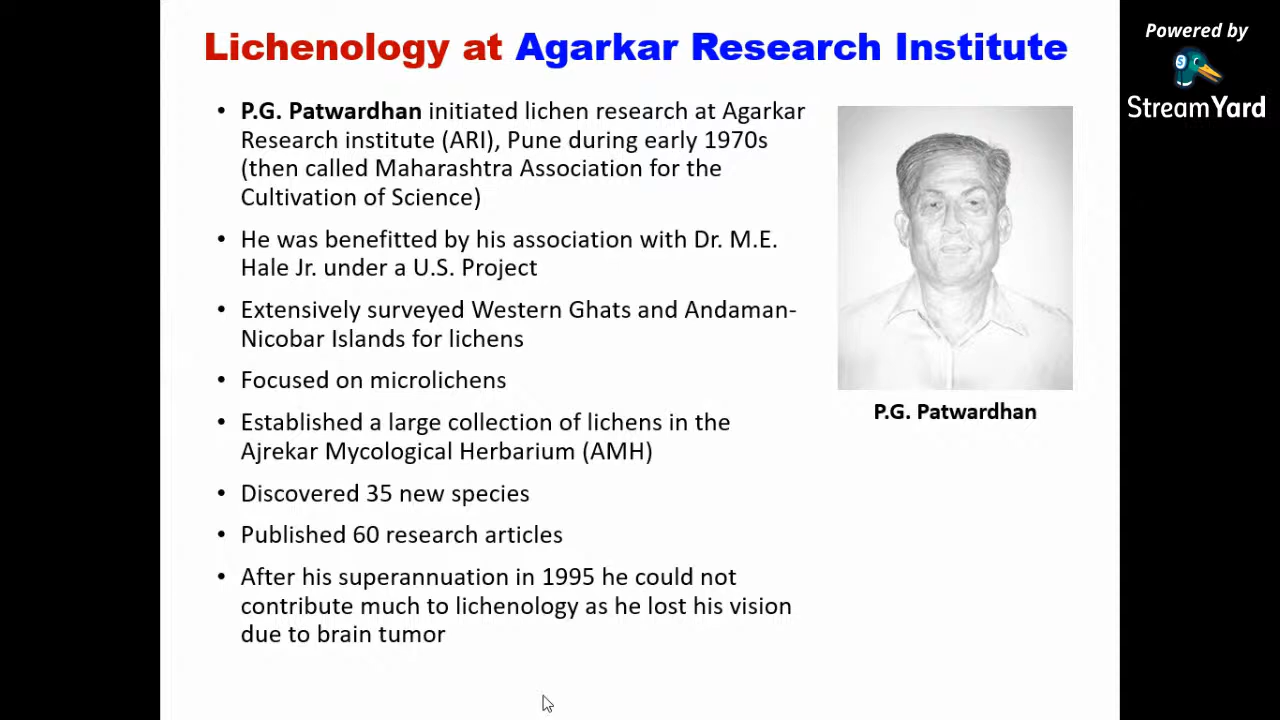 Lichenology at Agarkar Research Institute
Powered by
StreamYard
• P.G. Patwardhan initiated lichen research at Agarkar
Research institute (ARI), Pune during early 1970s
(then called Maharashtra Association for the
Cultivation of Science)
• He was benefitted by his association with Dr. M.E.
Hale Jr. under a U.S. Project
• Extensively surveyed Western Ghats and Andaman-
Nicobar Islands for lichens
• Focused on microlichens
• Established a large collection of lichens in the
Ajrekar Mycological Herbarium (AMH)
• Discovered 35 new species
• Published 60 research articles
• After his superannuation in 1995 he could not
contribute much to lichenology as he lost his vision
due to brain tumor
P.G. Patwardhan